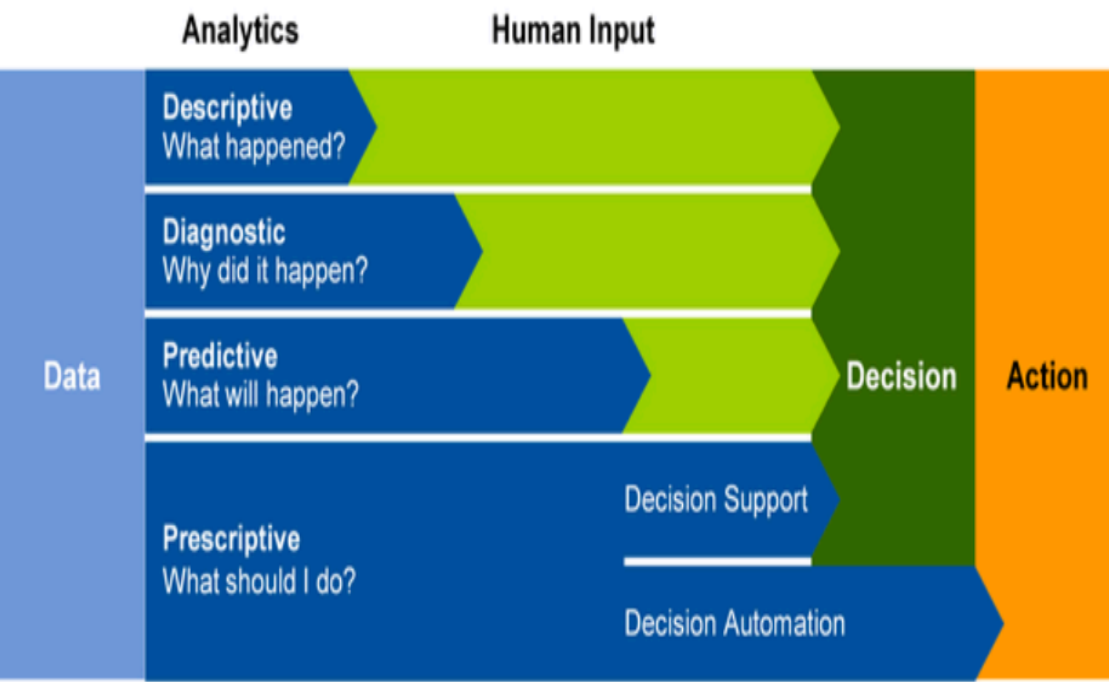 Analytics
Human Input
Descriptive
What happened?
Diagnostic
Why did it happen?
Predictive
What will happen?
Data
Decision
Action
Decision Support
Prescriptive
What should I do?
Decision Automation